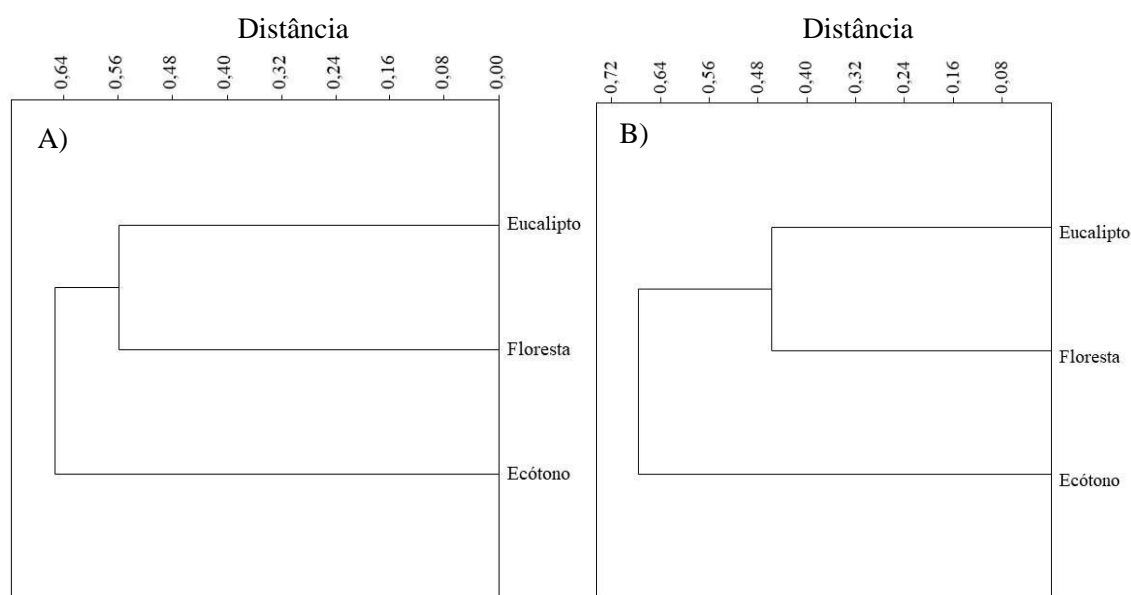 Distância
0,64 0,56 0,48 0,40 0,32 0,24 0,16 0,08 0,00
A)
Eucalipto
Floresta
Ecótono
Distância
0,72 0,64 0,56 0,48 0,40 0,32 0,24 0,16 0,08
B)
Eucalipto
Floresta
Ecótono